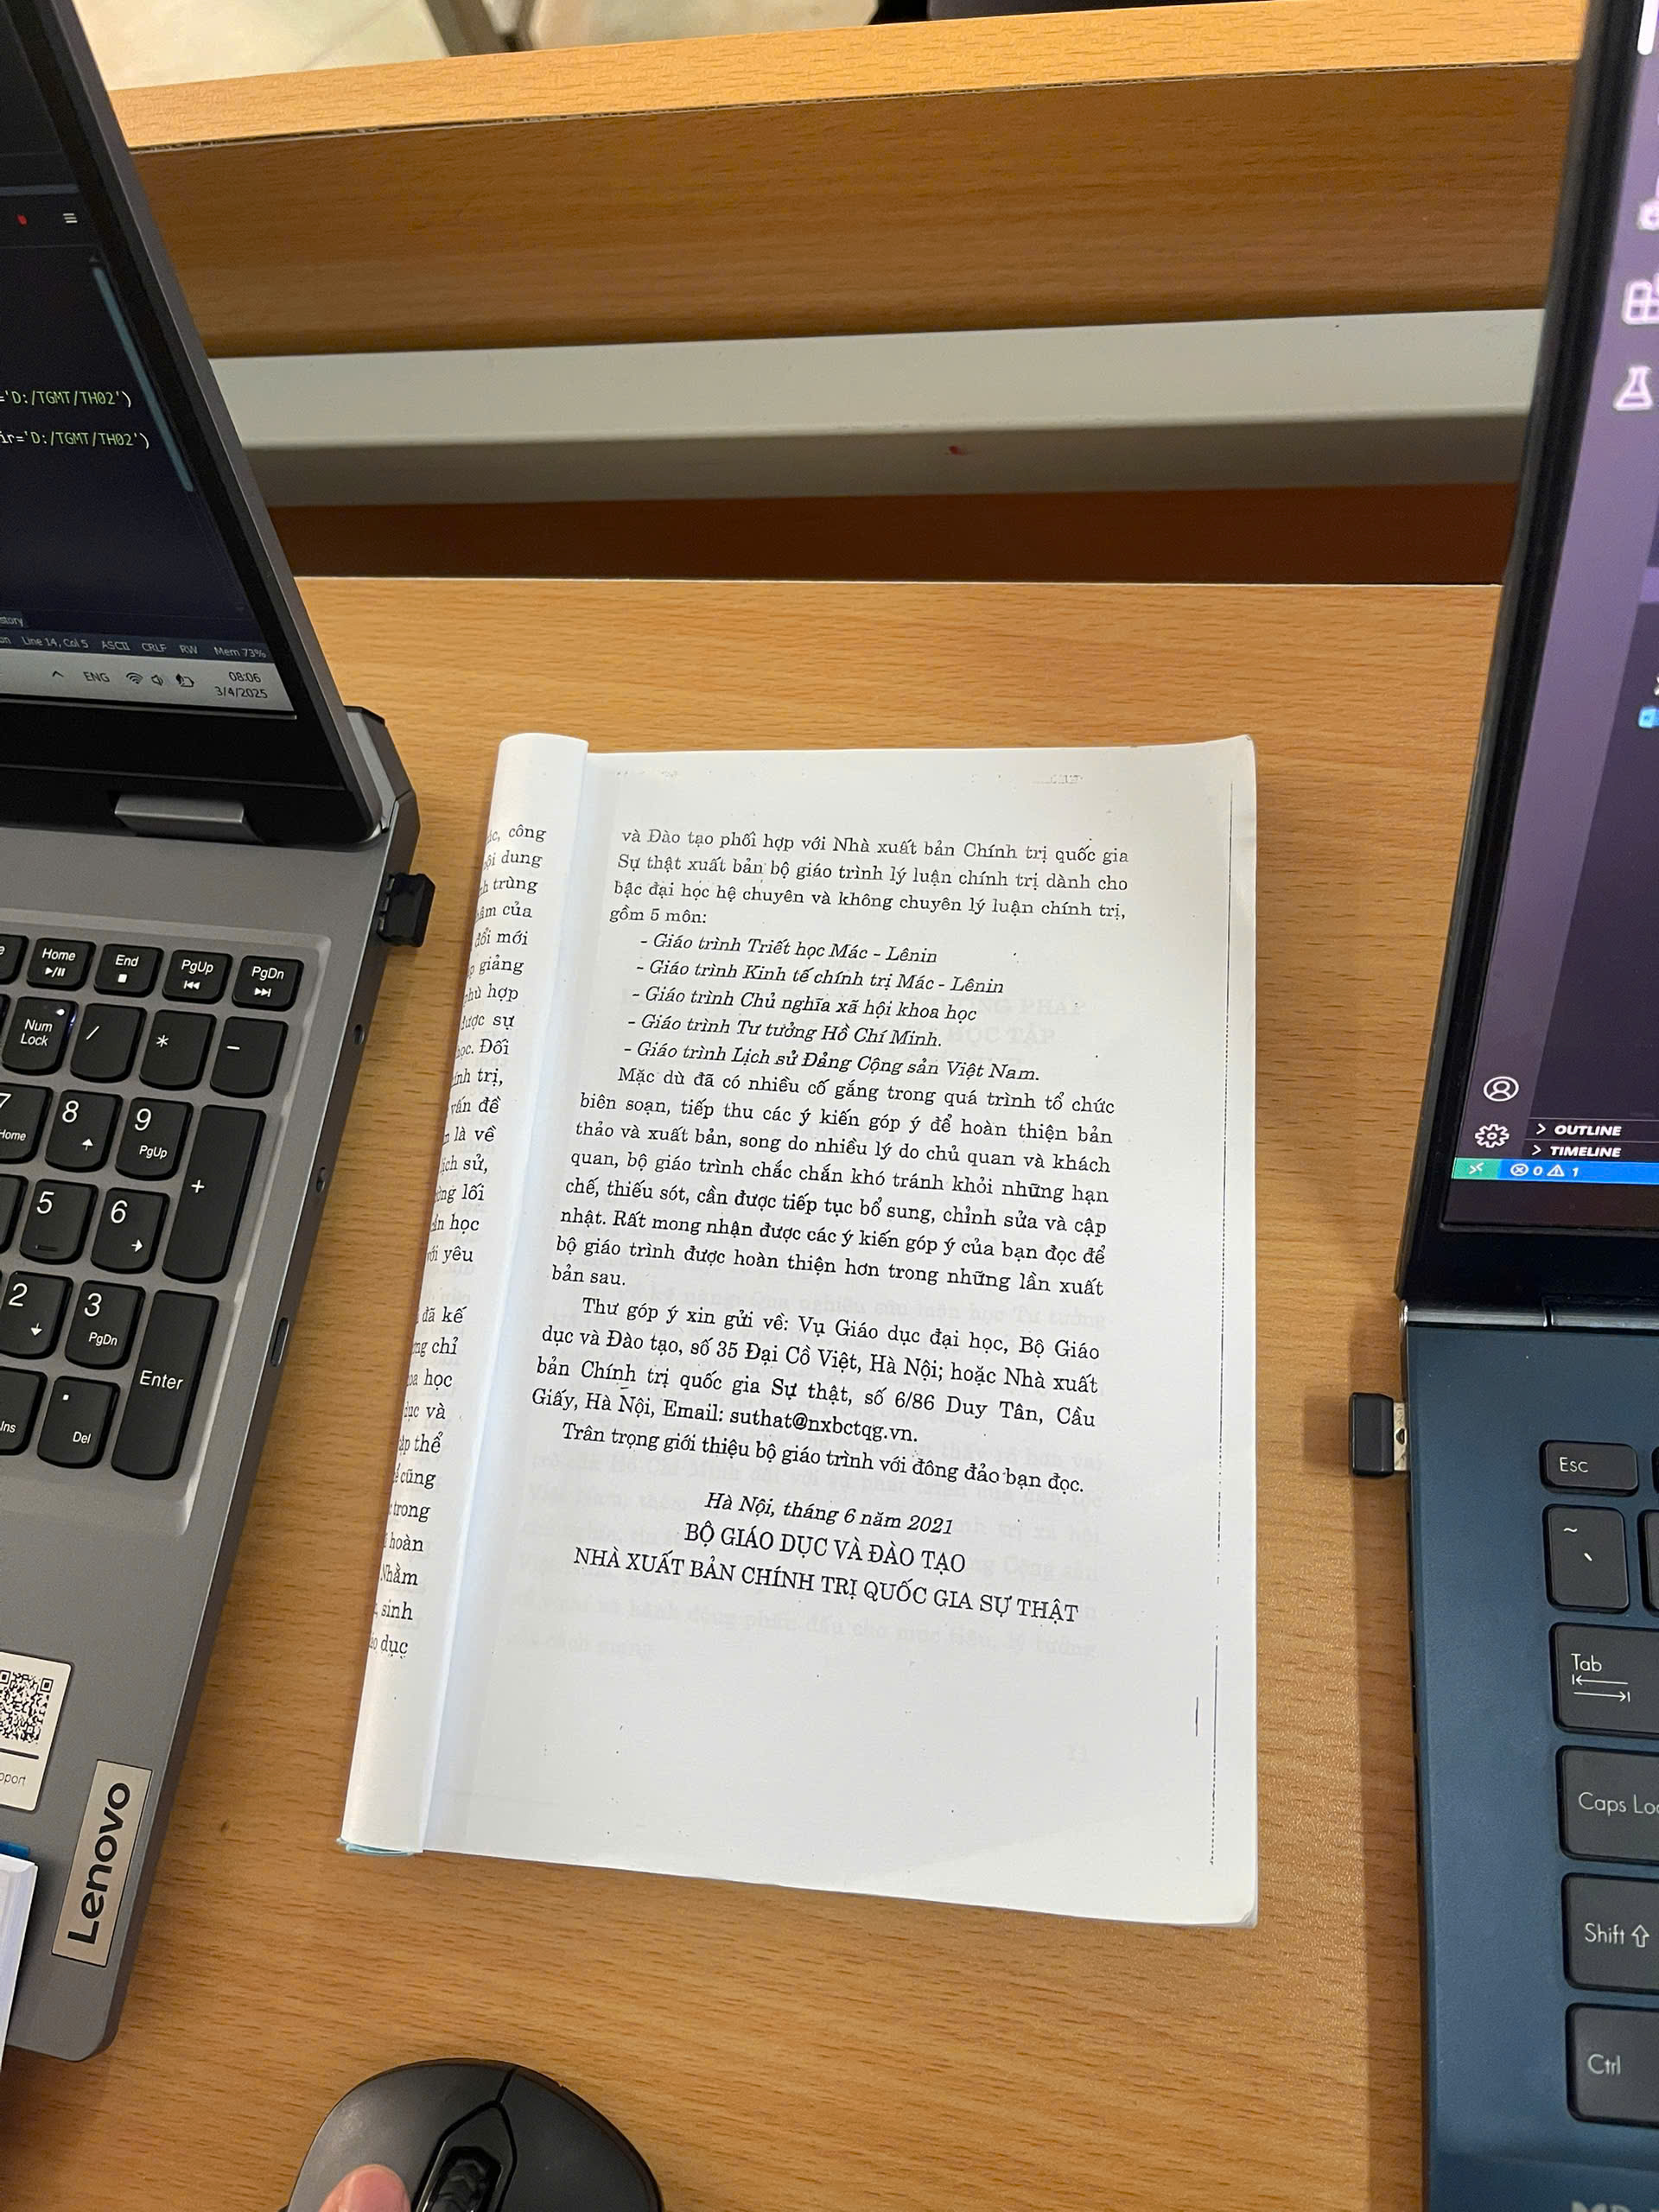 ='D:/TGMT/TH02')
ir='D:/TGMT/TH02')
Line 14, Col 5 ASCII CRLF RW Mem 73%
ENG
08:06
3/4/2025
Home
End
PgUp
PgDn
Num Lock
/
*
-
7
8
9
PgUp
+
5
6
2
3
PgDn
Enter
.
Ins
Del
Lenovo
công
dung
trùng
của
đổi mới
giảng
hợp
được sự
học. Đối
trị,
vấn đề
là về
sử,
lối
học
yêu
đã kế
chỉ
học
và
thể
cũng
trong
hoàn
Nhằm
sinh
dục
và Đào tạo phối hợp với Nhà xuất bản Chính trị quốc gia
Sự thật xuất bản bộ giáo trình lý luận chính trị dành cho
bậc đại học hệ chuyên và không chuyên lý luận chính trị,
gồm 5 môn:
- Giáo trình Triết học Mác - Lênin
- Giáo trình Kinh tế chính trị Mác - Lênin
- Giáo trình Chủ nghĩa xã hội khoa học
- Giáo trình Tư tưởng Hồ Chí Minh.
- Giáo trình Lịch sử Đảng Cộng sản Việt Nam.
Mặc dù đã có nhiều cố gắng trong quá trình tổ chức
biên soạn, tiếp thu các ý kiến góp ý để hoàn thiện bản
thảo và xuất bản, song do nhiều lý do chủ quan và khách
quan, bộ giáo trình chắc chắn khó tránh khỏi những hạn
chế, thiếu sót, cần được tiếp tục bổ sung, chỉnh sửa và cập
nhật. Rất mong nhận được các ý kiến góp ý của bạn đọc để
bộ giáo trình được hoàn thiện hơn trong những lần xuất
bản sau.
Thư góp ý xin gửi về: Vụ Giáo dục đại học, Bộ Giáo
dục và Đào tạo, số 35 Đại Cồ Việt, Hà Nội; hoặc Nhà xuất
bản Chính trị quốc gia Sự thật, số 6/86 Duy Tân, Cầu
Giấy, Hà Nội, Email: suthat@nxbctqg.vn.
Trân trọng giới thiệu bộ giáo trình với đông đảo bạn đọc.
Hà Nội, tháng 6 năm 2021
BỘ GIÁO DỤC VÀ ĐÀO TẠO
NHÀ XUẤT BẢN CHÍNH TRỊ QUỐC GIA SỰ THẬT
> OUTLINE
> TIMELINE
0 1
Esc
~
Tab
Caps Loc
Shift
Ctrl